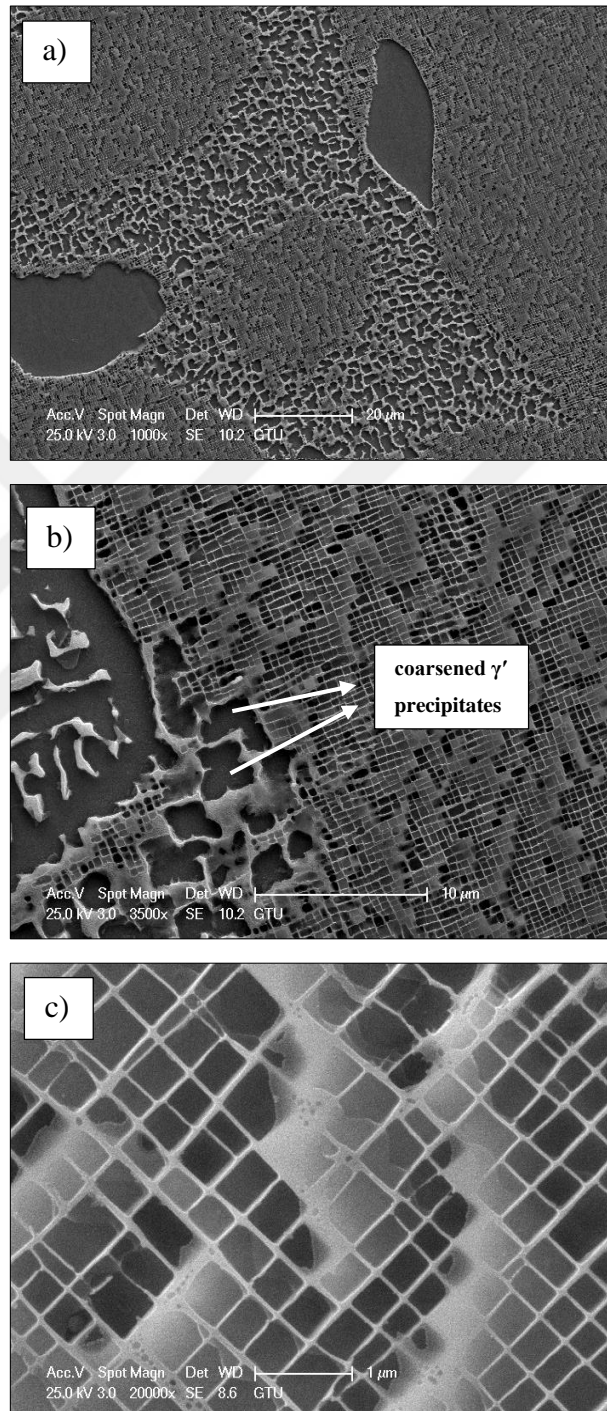 a)
Acc.V Spot Magn Det WD 20 µm
25.0 kV 3.0 1000x SE 10.2 GTU
b)
coarsened γ′
precipitates
Acc.V Spot Magn Det WD 10 µm
25.0 kV 3.0 3500x SE 10.2 GTU
c)
Acc.V Spot Magn Det WD 1 µm
25.0 kV 3.0 20000x SE 8.6 GTU